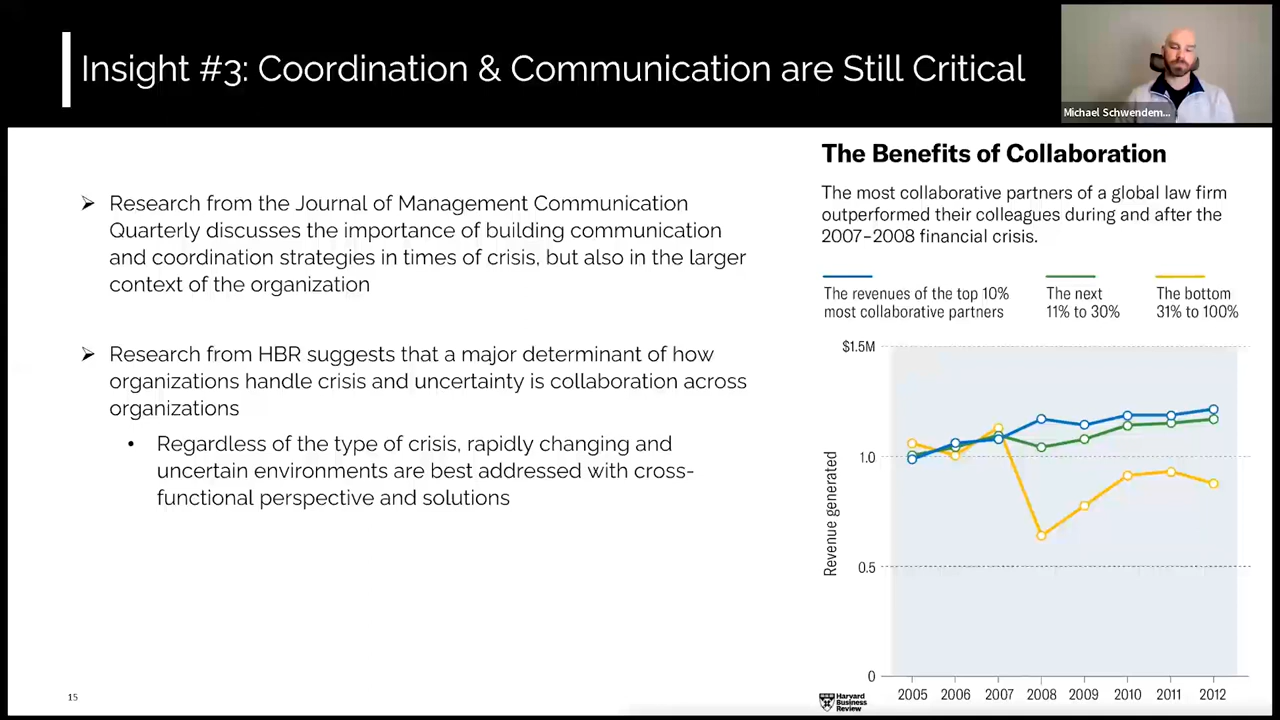 Insight #3: Coordination & Communication are Still Critical
Michael Schwendem...
➢ Research from the Journal of Management Communication
Quarterly discusses the importance of building communication
and coordination strategies in times of crisis, but also in the larger
context of the organization
➢ Research from HBR suggests that a major determinant of how
organizations handle crisis and uncertainty is collaboration across
organizations
• Regardless of the type of crisis, rapidly changing and
uncertain environments are best addressed with cross-
functional perspective and solutions
15
The Benefits of Collaboration
The most collaborative partners of a global law firm
outperformed their colleagues during and after the
2007–2008 financial crisis.
The revenues of the top 10%
most collaborative partners
The next
11% to 30%
The bottom
31% to 100%
$1.5M
1.0
0.5
0
Revenue generated
2005 2006 2007 2008 2009 2010 2011 2012
Harvard
Business
Review